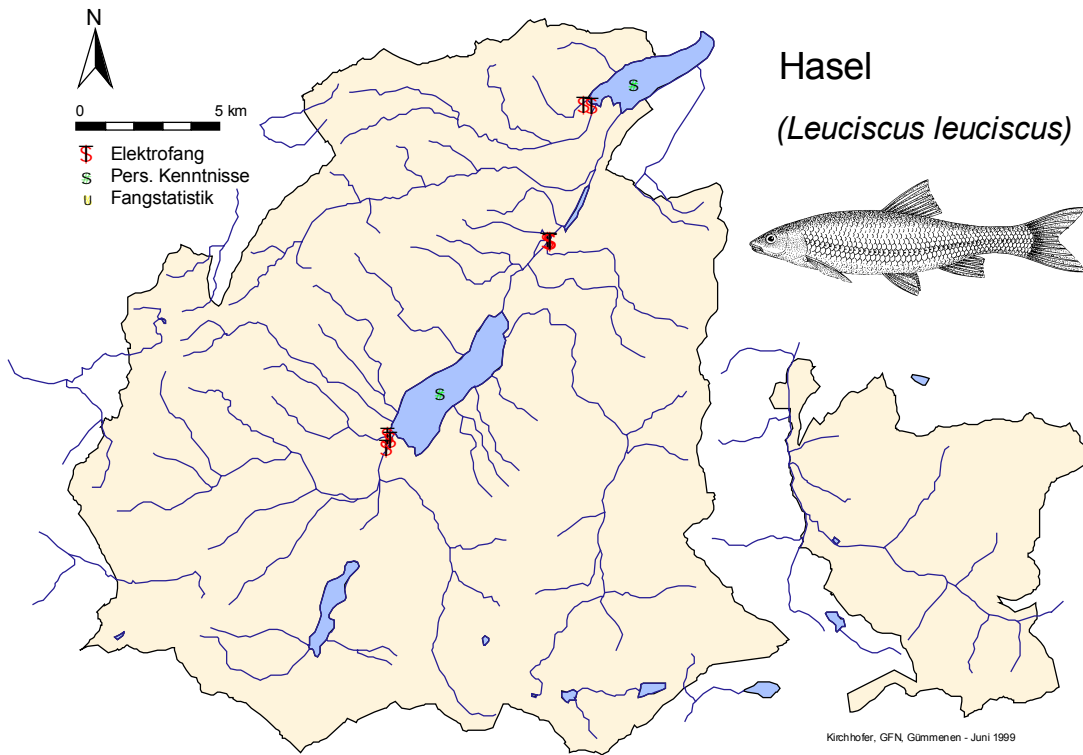 N
0 5 km
Elektrofang
Pers. Kenntnisse
Fangstatistik
Hasel
(Leuciscus leuciscus)
Kirchhofer, GFN, Gümmenen - Juni 1999